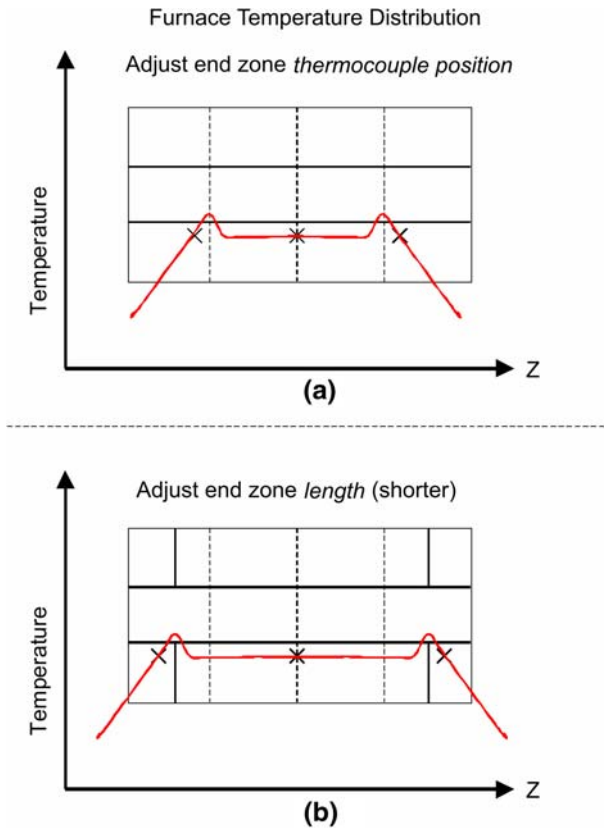 Furnace Temperature Distribution
Adjust end zone thermocouple position
Temperature
Z
(a)
Adjust end zone length (shorter)
Temperature
Z
(b)